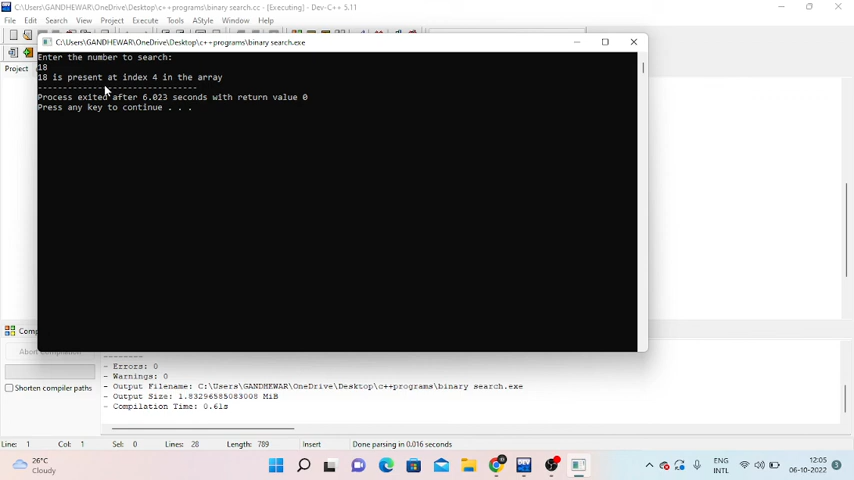 C:\Users\GANDHEWAR\OneDrive\Desktop\c++programs\binary search.cc - [Executing] - Dev-C++ 5.11
File Edit Search View Project Execute Tools AStyle Window Help
C:\Users\GANDHEWAR\OneDrive\Desktop\c++programs\binary search.exe
Project
Enter the number to search:
18
18 is present at index 4 in the array
--------------------------------
Process exited after 6.023 seconds with return value 0
Press any key to continue . . .
Comp
Shorten compiler paths
--------
- Errors: 0
- Warnings: 0
- Output Filename: C:\Users\GANDHEWAR\OneDrive\Desktop\c++programs\binary search.exe
- Output Size: 1.83296585083008 MiB
- Compilation Time: 0.61s
Line: 1 Col: 1 Sel: 0 Lines: 28 Length: 789 Insert Done parsing in 0.016 seconds
26°C
Cloudy
DEV
ENG
INTL
12:05
06-10-2022
3